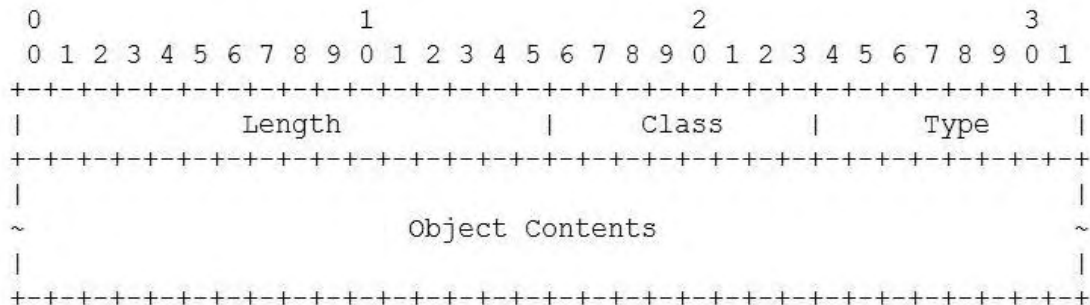 0                   1                   2                   3
0 1 2 3 4 5 6 7 8 9 0 1 2 3 4 5 6 7 8 9 0 1 2 3 4 5 6 7 8 9 0 1
+-+-+-+-+-+-+-+-+-+-+-+-+-+-+-+-+-+-+-+-+-+-+-+-+-+-+-+-+-+-+-+-+
| Length | Class | Type |
+-+-+-+-+-+-+-+-+-+-+-+-+-+-+-+-+-+-+-+-+-+-+-+-+-+-+-+-+-+-+-+-+
| |
~ Object Contents ~
| |
+-+-+-+-+-+-+-+-+-+-+-+-+-+-+-+-+-+-+-+-+-+-+-+-+-+-+-+-+-+-+-+-+